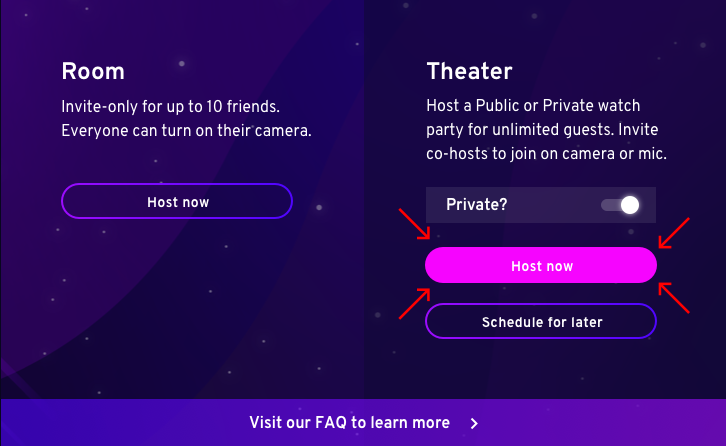 Room
Invite-only for up to 10 friends.
Everyone can turn on their camera.
Host now
Theater
Host a Public or Private watch
party for unlimited guests. Invite
co-hosts to join on camera or mic.
Private?
Host now
Schedule for later
Visit our FAQ to learn more